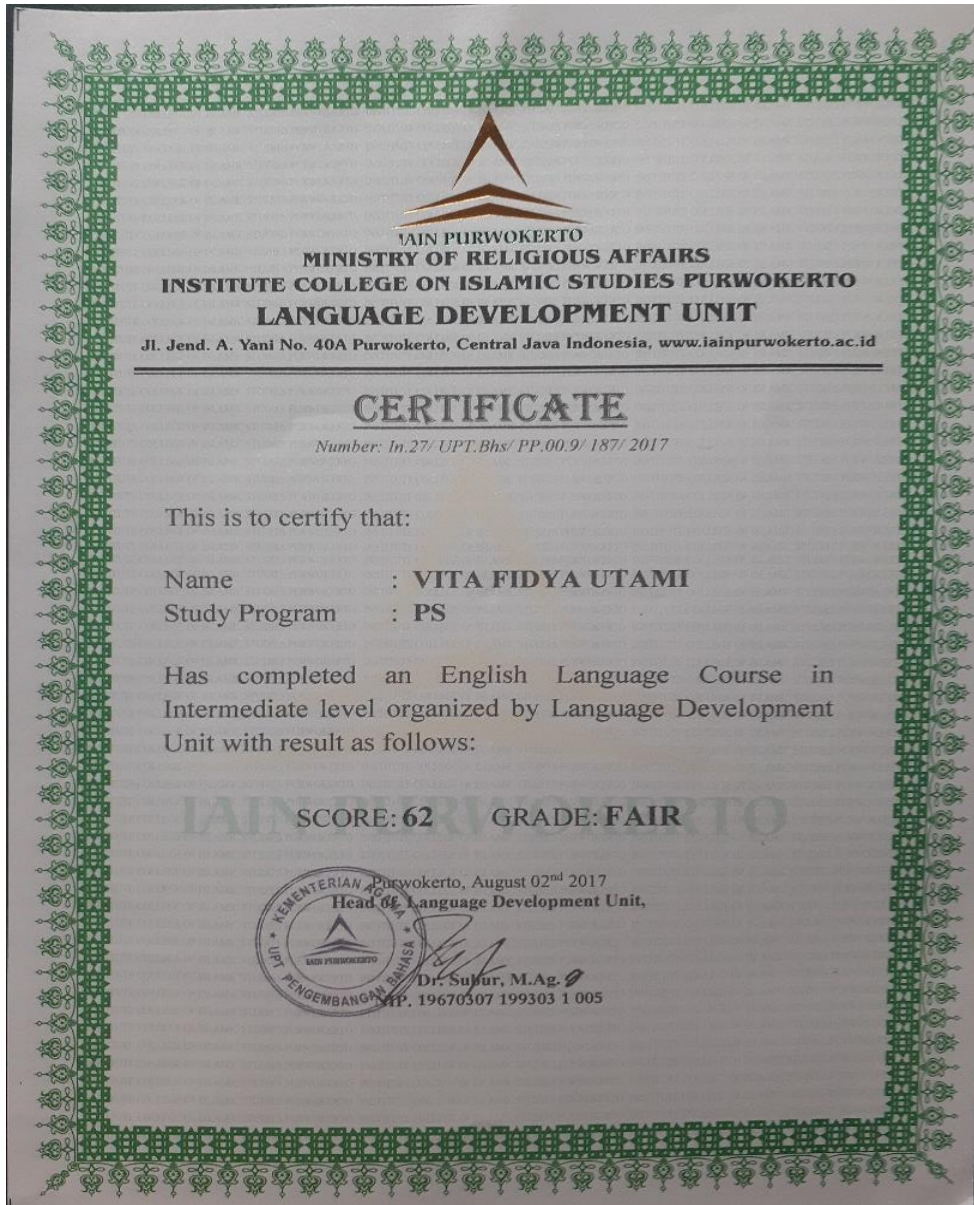 IAIN PURWOKERTO
MINISTRY OF RELIGIOUS AFFAIRS
INSTITUTE COLLEGE ON ISLAMIC STUDIES PURWOKERTO
LANGUAGE DEVELOPMENT UNIT
Jl. Jend. A. Yani No. 40A Purwokerto, Central Java Indonesia, www.iainpurwokerto.ac.id
CERTIFICATE
Number: In.27/ UPT.Bhs/ PP.00.9/ 187/ 2017
This is to certify that:
Name : VITA FIDYA UTAMI
Study Program : PS
Has completed an English Language Course in
Intermediate level organized by Language Development
Unit with result as follows:
IAIN PURWOKERTO
SCORE: 62 GRADE: FAIR
Purwokerto, August 02nd 2017
Head of Language Development Unit,
KEMENTERIAN AGAMA
IAIN PURWOKERTO
UPT PENGEMBANGAN BAHASA
Dr. Subur, M.Ag.
NIP. 19670307 199303 1 005